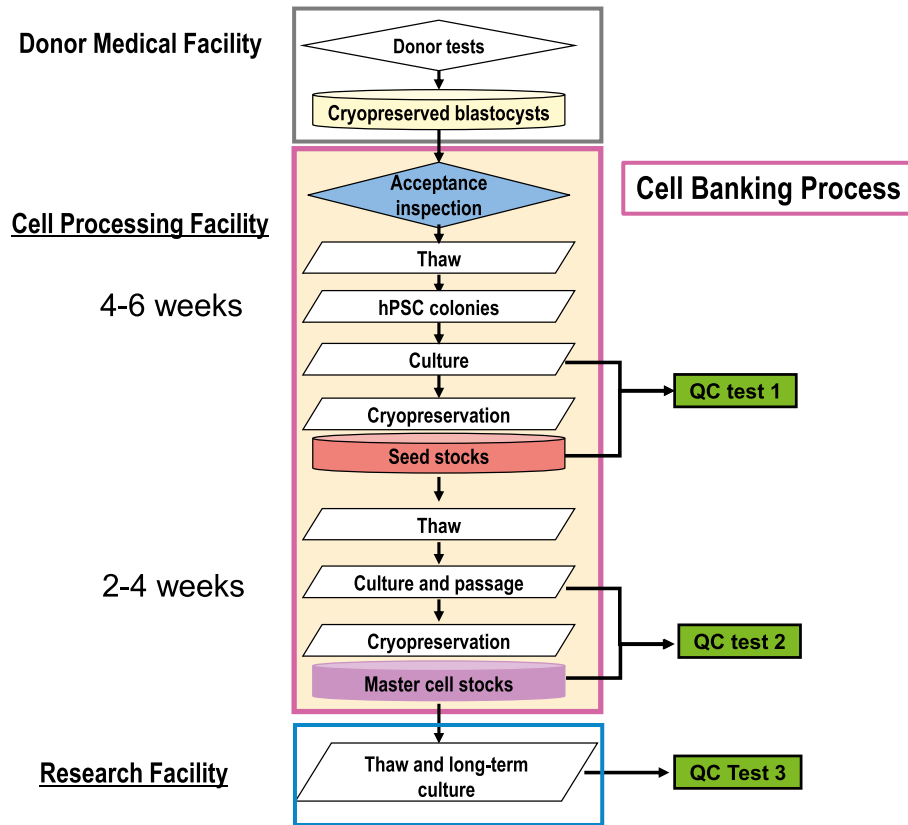 Donor Medical Facility
Donor tests
Cryopreserved blastocysts
Acceptance
inspection
Cell Banking Process
Cell Processing Facility
Thaw
4-6 weeks
hPSC colonies
Culture
QC test 1
Cryopreservation
Seed stocks
Thaw
2-4 weeks
Culture and passage
Cryopreservation
QC test 2
Master cell stocks
Research Facility
Thaw and long-term
culture
QC Test 3